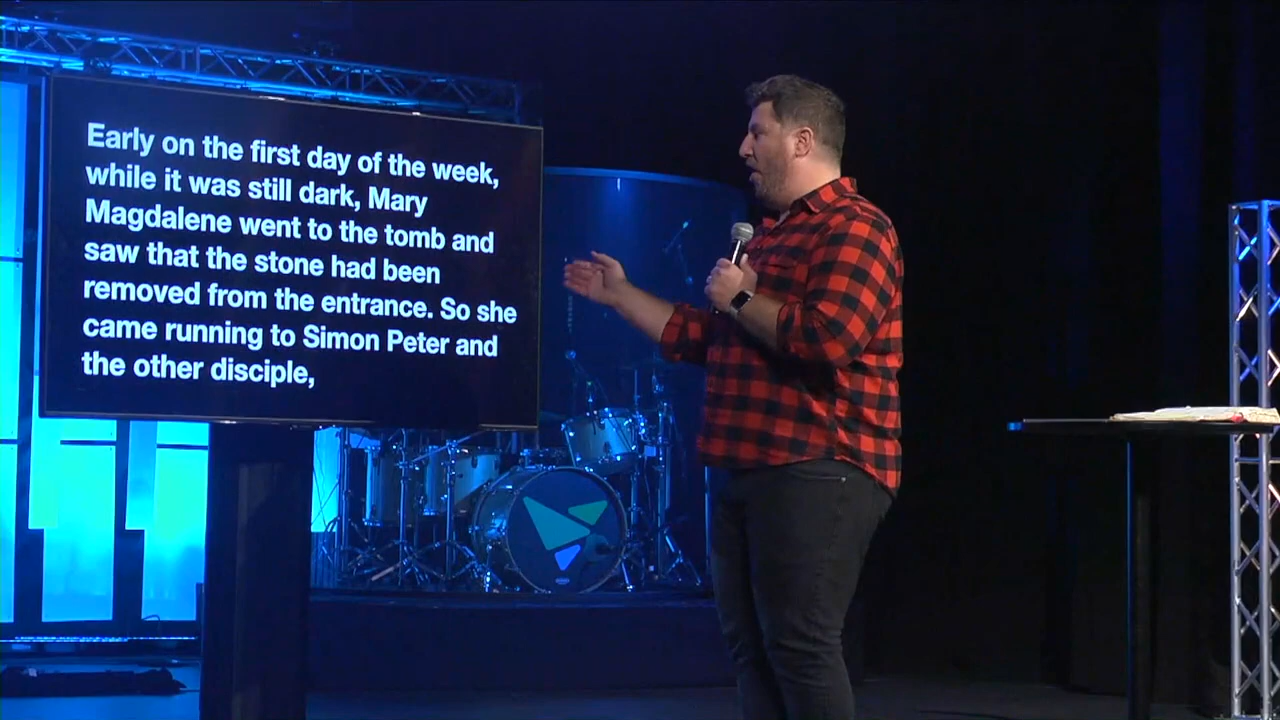 Early on the first day of the week,
while it was still dark, Mary
Magdalene went to the tomb and
saw that the stone had been
removed from the entrance. So she
came running to Simon Peter and
the other disciple,